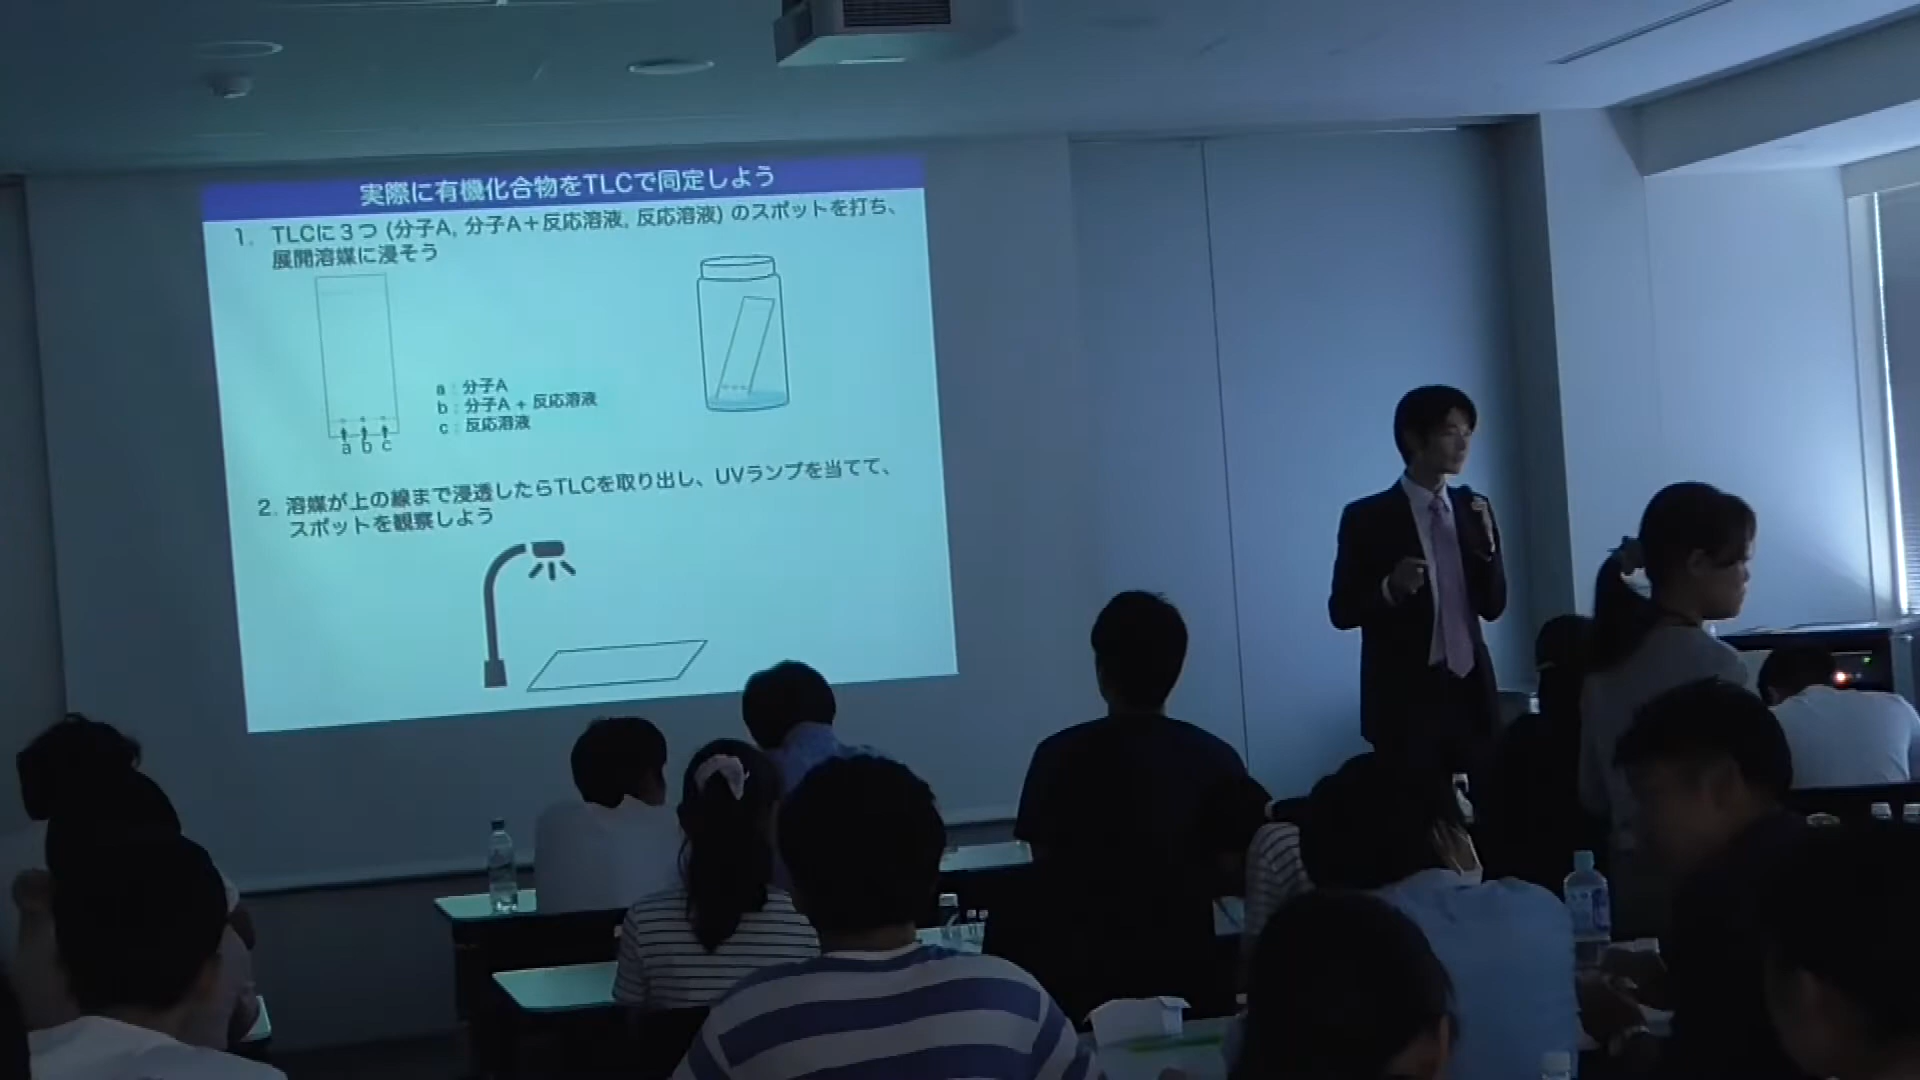 実際に有機化合物をTLCで同定しよう
1. TLCに３つ (分子A, 分子A＋反応溶液, 反応溶液) のスポットを打ち、
展開溶媒に浸そう
a : 分子A
b : 分子A + 反応溶液
c : 反応溶液
a b c
2. 溶媒が上の線まで浸透したらTLCを取り出し、UVランプを当てて、
スポットを観察しよう